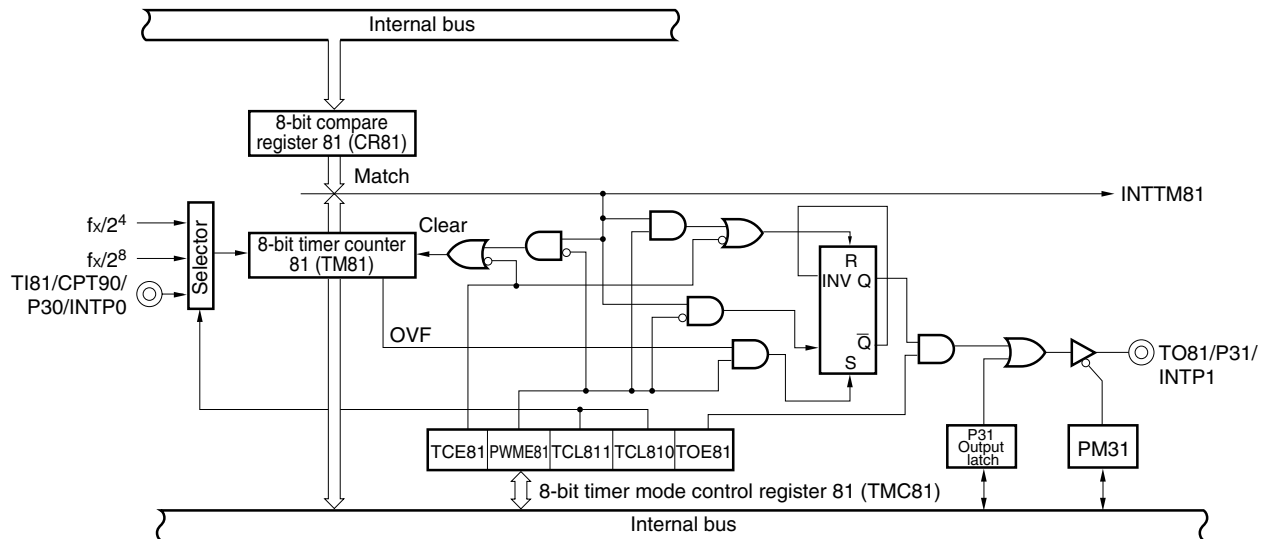 Internal bus
8-bit compare
register 81 (CR81)
Match
INTTM81
fx/2⁴
fx/2⁸
TI81/CPT90/
P30/INTP0
Selector
8-bit timer counter
81 (TM81)
Clear
OVF
R
INV Q
Q̅
S
TO81/P31/
INTP1
TCE81 PWME81 TCL811 TCL810 TOE81
P31
Output
latch
PM31
8-bit timer mode control register 81 (TMC81)
Internal bus